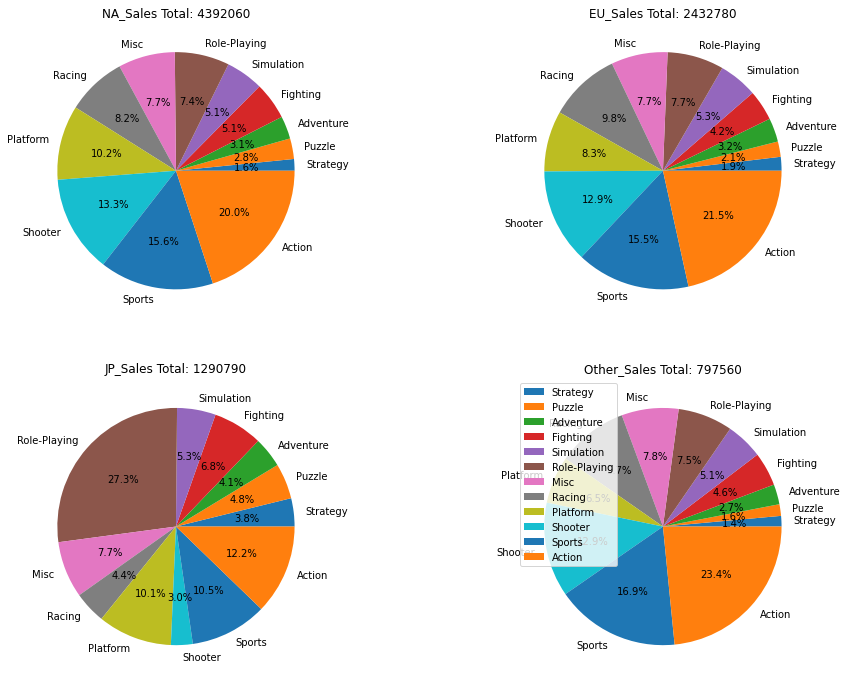 NA_Sales Total: 4392060
Misc
Role-Playing
Simulation
Racing
Fighting
Platform
Adventure
Puzzle
Strategy
Shooter
Sports
Action
7.7%
7.4%
5.1%
8.2%
5.1%
3.1%
10.2%
2.8%
1.6%
13.3%
20.0%
15.6%
EU_Sales Total: 2432780
Misc
Role-Playing
Simulation
Racing
Fighting
Adventure
Platform
Puzzle
Strategy
Shooter
Action
Sports
7.7%
7.7%
5.3%
9.8%
4.2%
3.2%
8.3%
2.1%
1.9%
12.9%
21.5%
15.5%
JP_Sales Total: 1290790
Simulation
Fighting
Role-Playing
Adventure
Puzzle
Strategy
Misc
Action
Racing
Sports
Platform
Shooter
5.3%
6.8%
27.3%
4.1%
4.8%
3.8%
7.7%
12.2%
4.4%
10.1%
3.0%
10.5%
Other_Sales Total: 797560
Misc
Role-Playing
Simulation
Fighting
Adventure
Puzzle
Strategy
Platform
Shooter
Action
Sports
7.8%
7.5%
5.1%
4.6%
2.7%
1.6%
1.4%
6.5%
23.4%
16.9%
Strategy
Puzzle
Adventure
Fighting
Simulation
Role-Playing
Misc
Racing
Platform
Shooter
Sports
Action